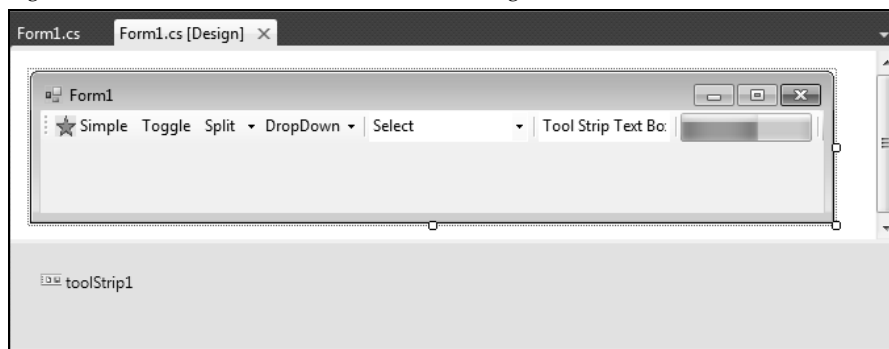 Form1.cs Form1.cs [Design]
Form1
Simple Toggle Split DropDown Select Tool Strip Text Bo
toolStrip1